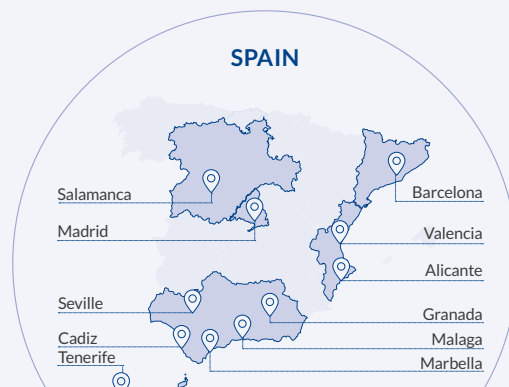 SPAIN
Salamanca
Madrid
Seville
Cadiz
Tenerife
Barcelona
Valencia
Alicante
Granada
Malaga
Marbella